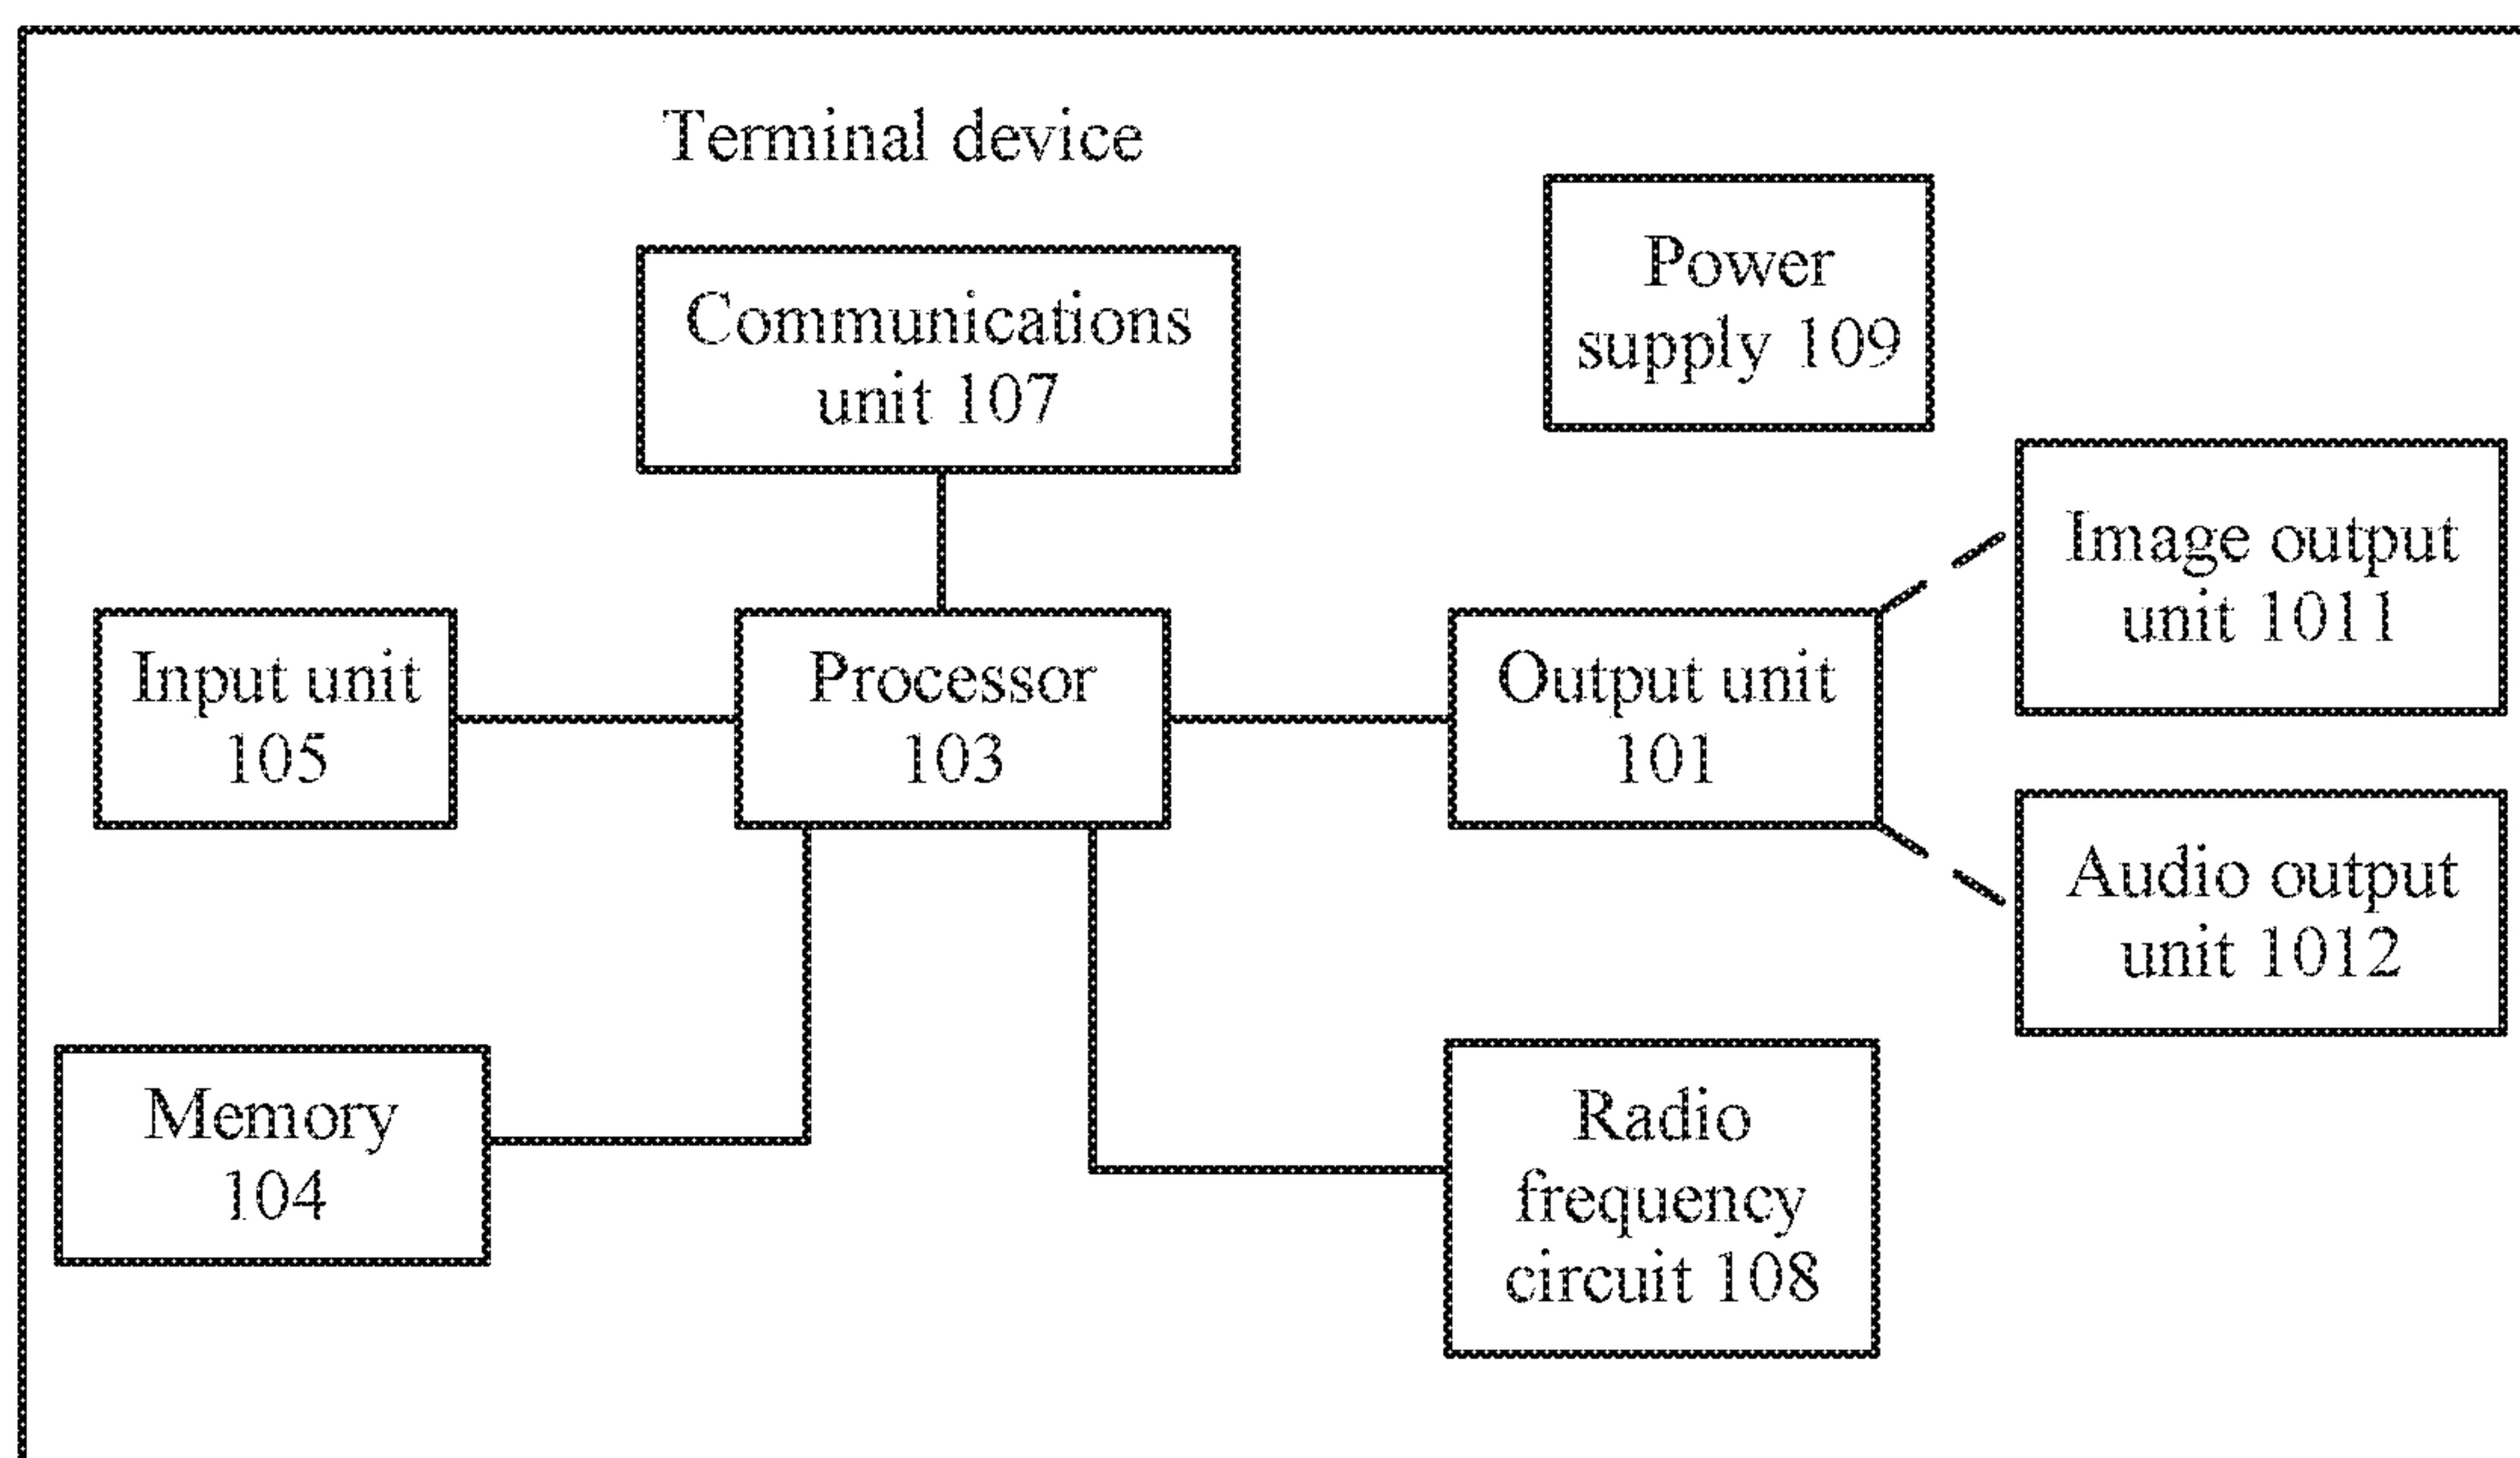 Terminal device
Communications
unit 107
Power
supply 109
Image output
unit 1011
Input unit
105
Processor
103
Output unit
101
Audio output
unit 1012
Memory
104
Radio
frequency
circuit 108